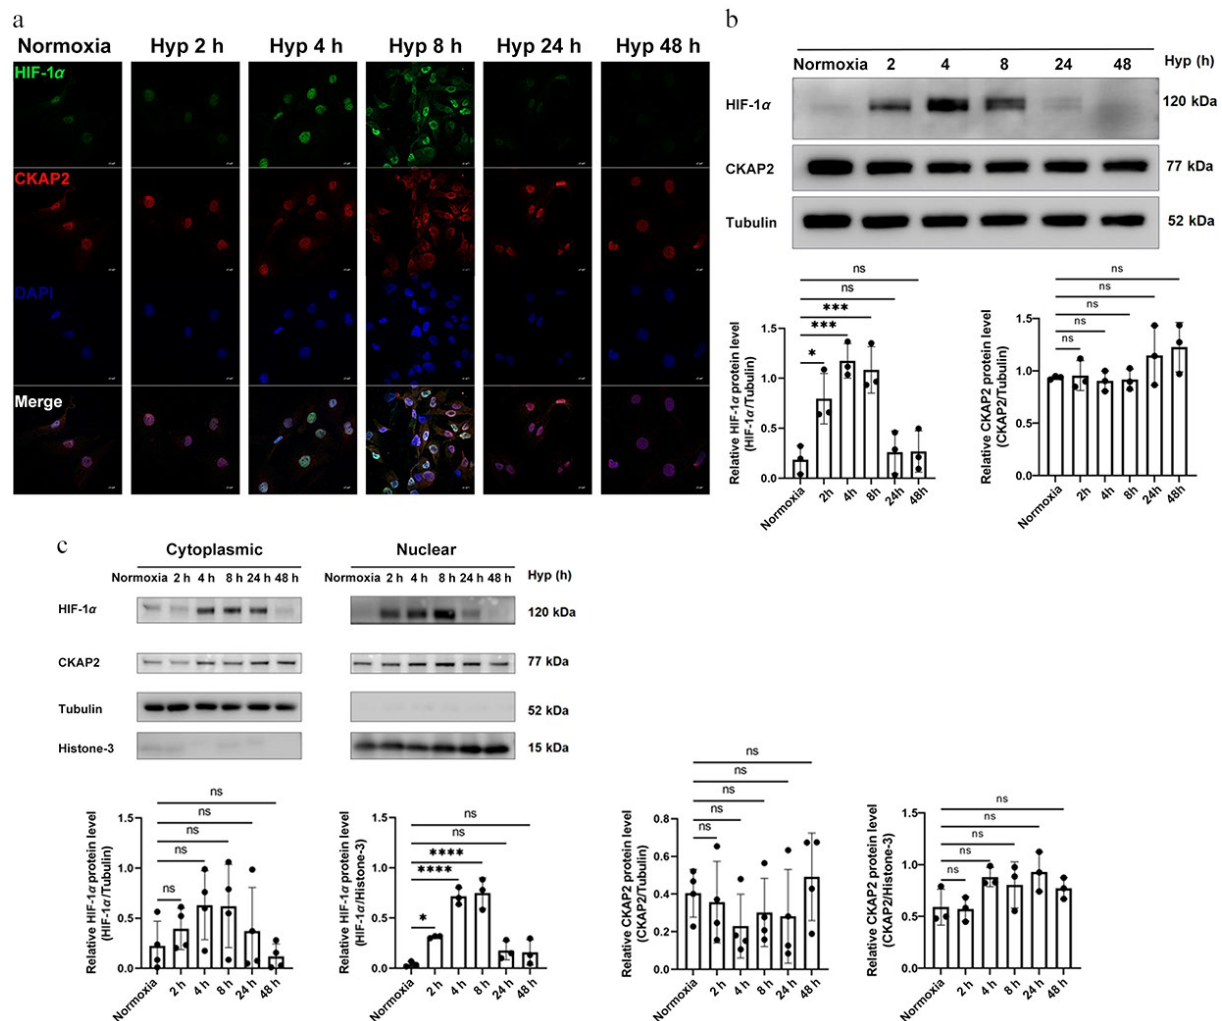 a
Normoxia Hyp 2 h Hyp 4 h Hyp 8 h Hyp 24 h Hyp 48 h
HIF-1α
CKAP2
DAPI
Merge
b
Normoxia 2 4 8 24 48 Hyp (h)
HIF-1α 120 kDa
CKAP2 77 kDa
Tubulin 52 kDa
Relative HIF-1α protein level
(HIF-1α/Tubulin)
ns
ns
***
***
*
1.5
1.0
0.5
0.0
Normoxia 2h 4h 8h 24h 48h
Relative CKAP2 protein level
(CKAP2/Tubulin)
ns
ns
ns
ns
ns
1.5
1.0
0.5
0.0
Normoxia 2h 4h 8h 24h 48h
c
Cytoplasmic Nuclear
Normoxia 2 h 4 h 8 h 24 h 48 h Normoxia 2 h 4 h 8 h 24 h 48 h Hyp (h)
HIF-1α 120 kDa
CKAP2 77 kDa
Tubulin 52 kDa
Histone-3 15 kDa
Relative HIF-1α protein level
(HIF-1α/Tubulin)
ns
ns
ns
ns
ns
1.5
1.0
0.5
0.0
Normoxia 2 h 4 h 8 h 24 h 48 h
Relative HIF-1α protein level
(HIF-1α/Histone-3)
ns
ns
****
****
*
1.5
1.0
0.5
0.0
Normoxia 2 h 4 h 8 h 24 h 48 h
Relative CKAP2 protein level
(CKAP2/Tubulin)
ns
ns
ns
ns
ns
0.8
0.6
0.4
0.2
0.0
Normoxia 2 h 4 h 8 h 24 h 48 h
Relative CKAP2 protein level
(CKAP2/Histone-3)
ns
ns
ns
ns
ns
1.5
1.0
0.5
0.0
Normoxia 2 h 4 h 8 h 24 h 48 h